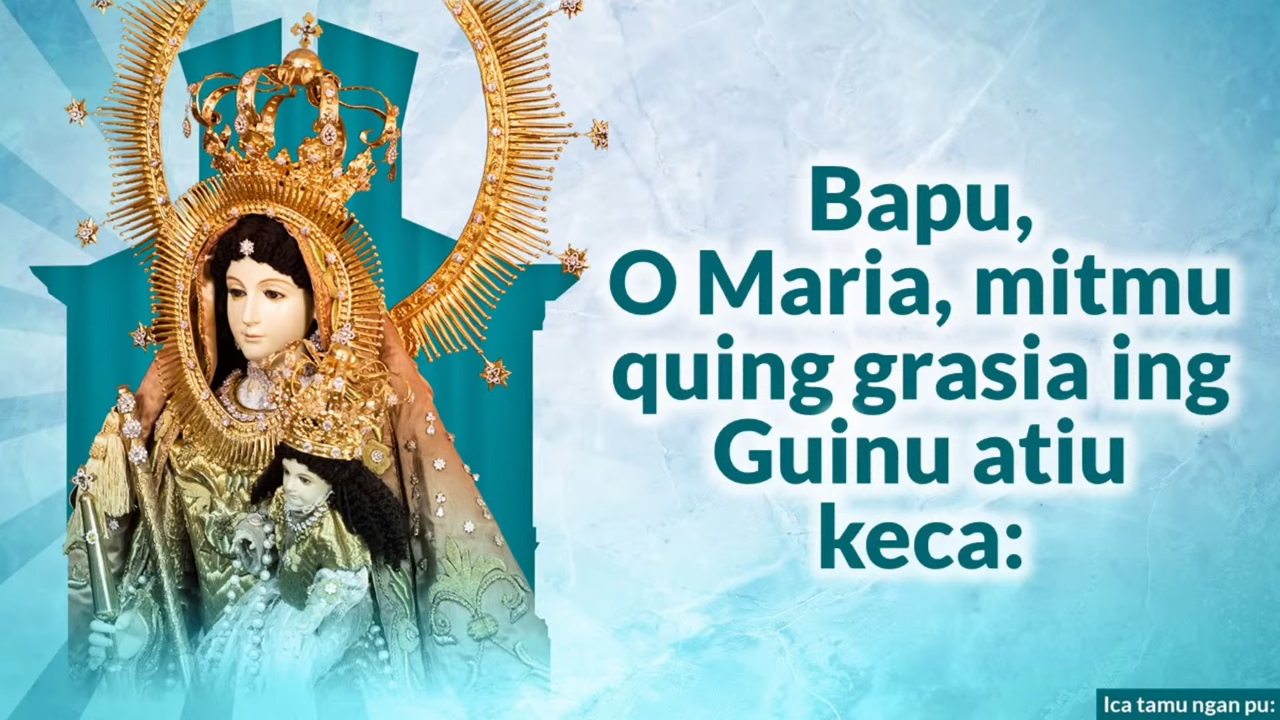 Bapu,
O Maria, mitmu
quing grasia ing
Guinu atiu
keca:
Ica tamu ngan pu: